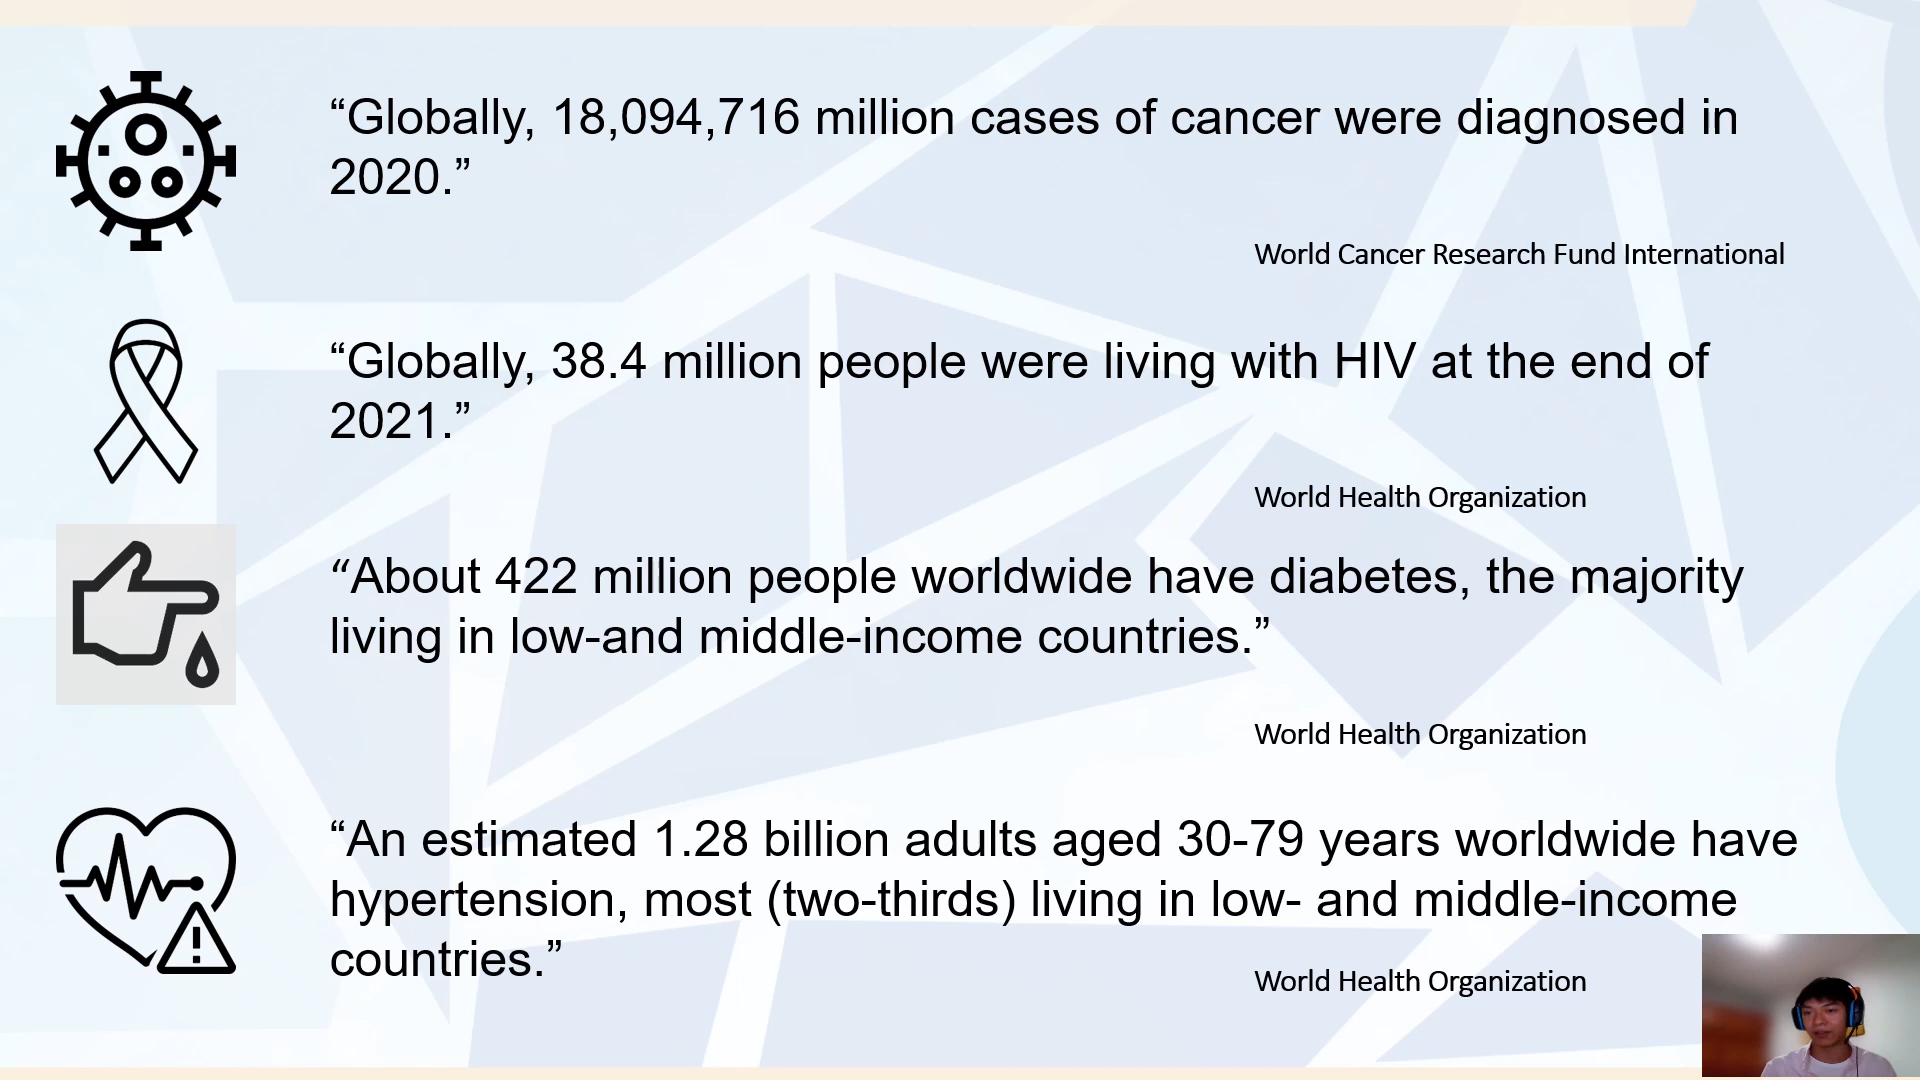 “Globally, 18,094,716 million cases of cancer were diagnosed in
2020.”
World Cancer Research Fund International
“Globally, 38.4 million people were living with HIV at the end of
2021.”
World Health Organization
“About 422 million people worldwide have diabetes, the majority
living in low-and middle-income countries.”
World Health Organization
“An estimated 1.28 billion adults aged 30-79 years worldwide have
hypertension, most (two-thirds) living in low- and middle-income
countries.”
World Health Organization